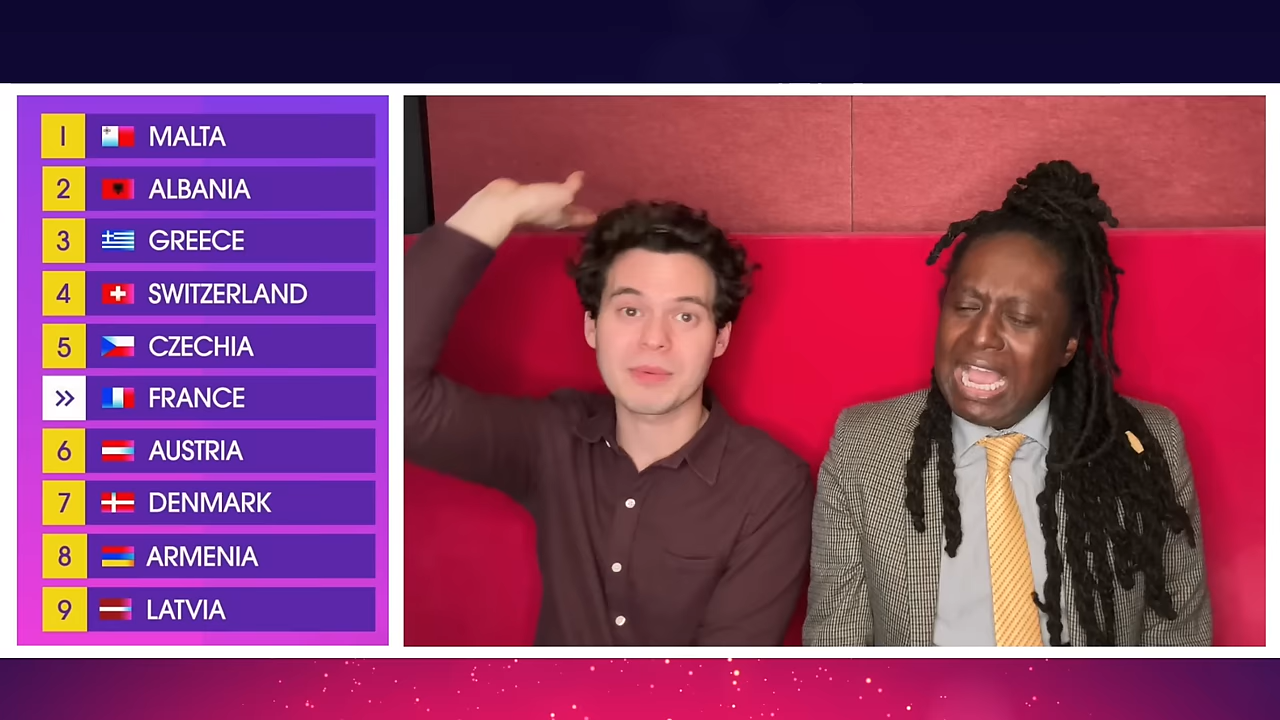 1 MALTA
2 ALBANIA
3 GREECE
4 SWITZERLAND
5 CZECHIA
» FRANCE
6 AUSTRIA
7 DENMARK
8 ARMENIA
9 LATVIA